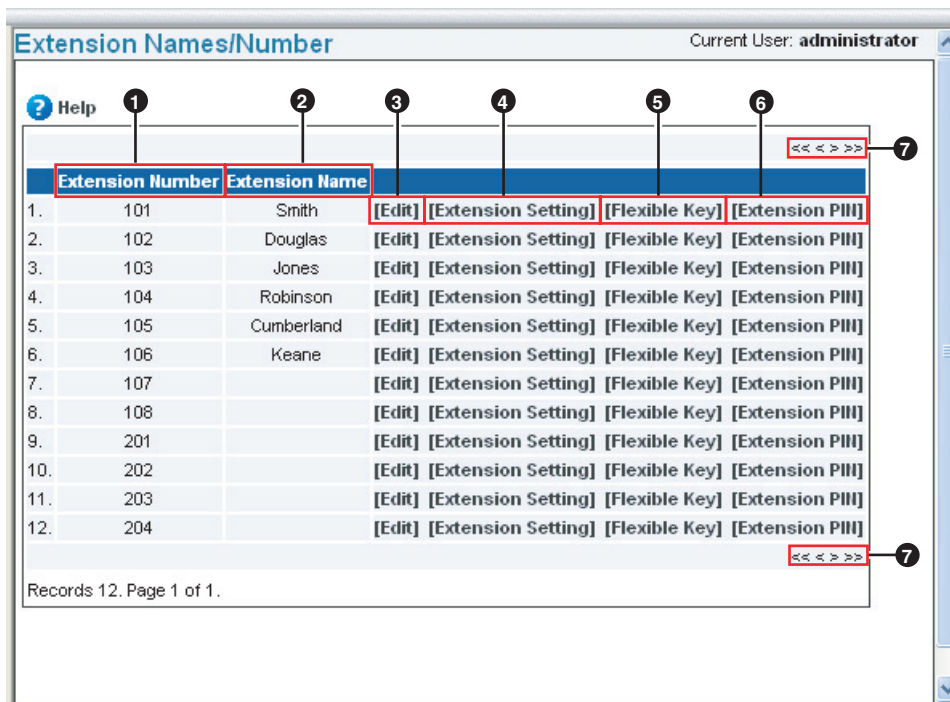 Extension Names/Number Current User: administrator
? Help 1 2 3 4 5 6
<< < > >> 7
Extension Number Extension Name
1. 101 Smith [Edit] [Extension Setting] [Flexible Key] [Extension PIN]
2. 102 Douglas [Edit] [Extension Setting] [Flexible Key] [Extension PIN]
3. 103 Jones [Edit] [Extension Setting] [Flexible Key] [Extension PIN]
4. 104 Robinson [Edit] [Extension Setting] [Flexible Key] [Extension PIN]
5. 105 Cumberland [Edit] [Extension Setting] [Flexible Key] [Extension PIN]
6. 106 Keane [Edit] [Extension Setting] [Flexible Key] [Extension PIN]
7. 107 [Edit] [Extension Setting] [Flexible Key] [Extension PIN]
8. 108 [Edit] [Extension Setting] [Flexible Key] [Extension PIN]
9. 201 [Edit] [Extension Setting] [Flexible Key] [Extension PIN]
10. 202 [Edit] [Extension Setting] [Flexible Key] [Extension PIN]
11. 203 [Edit] [Extension Setting] [Flexible Key] [Extension PIN]
12. 204 [Edit] [Extension Setting] [Flexible Key] [Extension PIN]
<< < > >> 7
Records 12. Page 1 of 1.